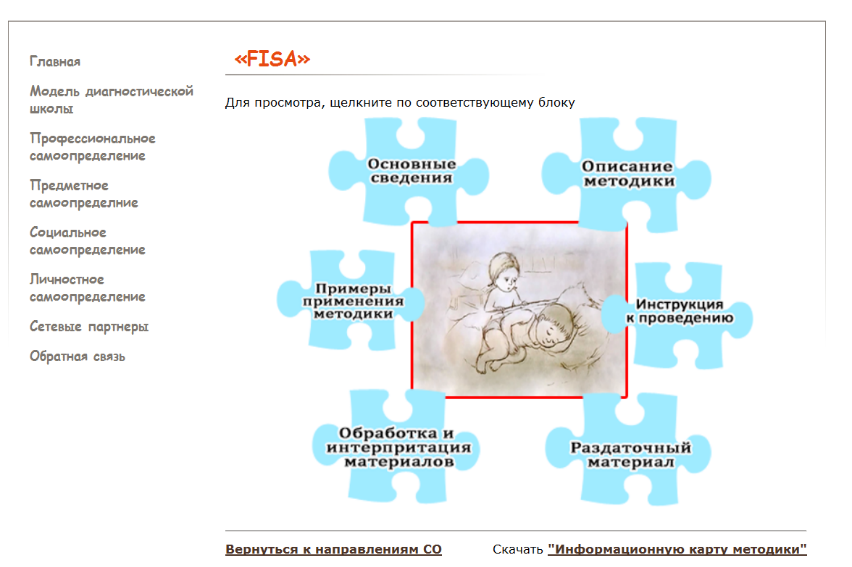 «FISA»
Главная
Модель диагностической
школы
Профессиональное
самоопределение
Предметное
самоопределние
Социальное
самоопределение
Личностное
самоопределение
Сетевые партнеры
Обратная связь
Для просмотра, щелкните по соответствующему блоку
Основные
сведения
Описание
методики
Примеры
применения
методики
Инструкция
к проведению
Обработка и
интерпритация
материалов
Раздаточный
материал
Вернуться к направлениям СО
Скачать "Информационную карту методики"